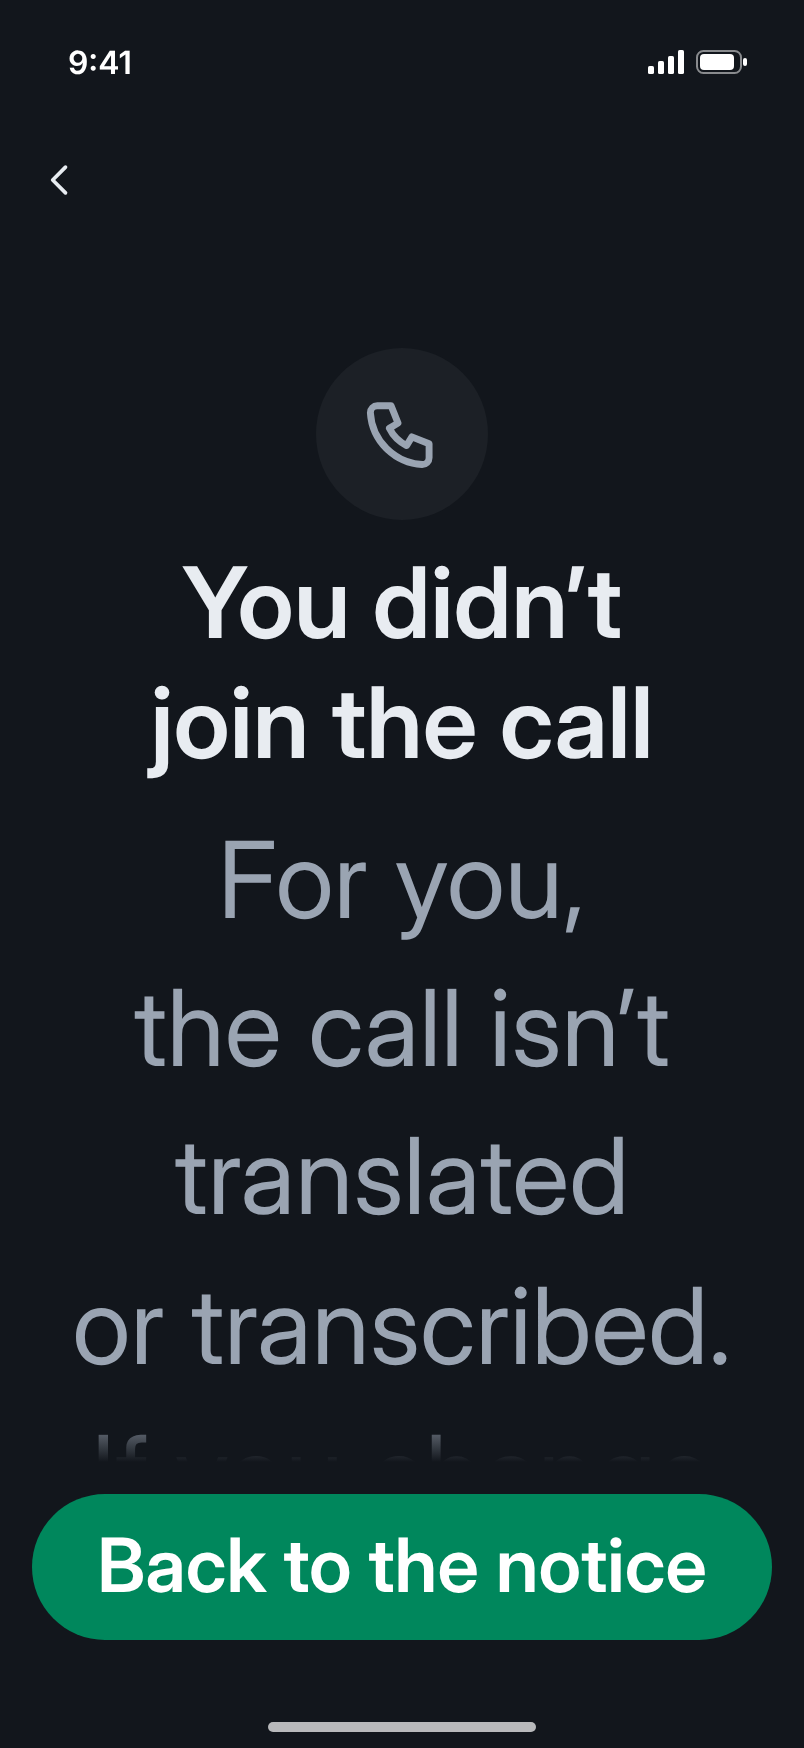 9:41
You didn’t
join the call
For you,
the call isn’t
translated
or transcribed.
Back to the notice